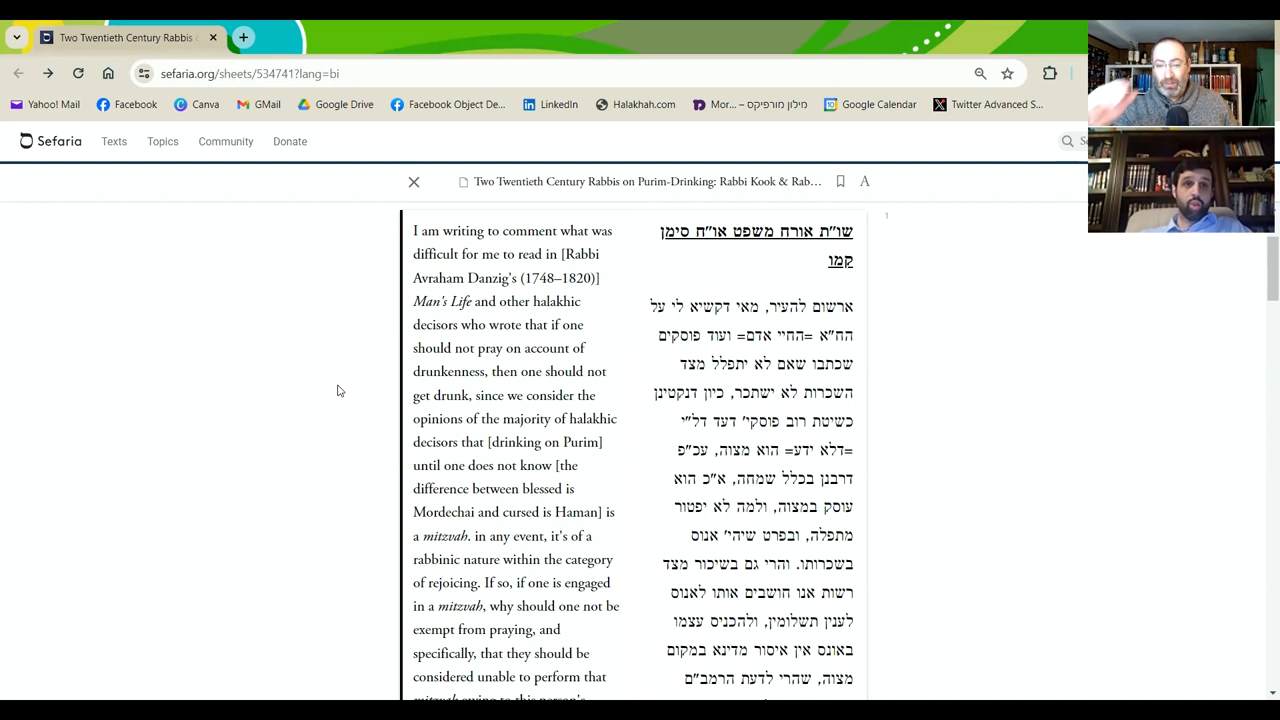 Two Twentieth Century Rabbis
sefaria.org/sheets/534741?lang=bi
Yahoo! Mail
Facebook
Canva
GMail
Google Drive
Facebook Object De...
LinkedIn
Halakhah.com
Mor... – מילון מורפיקס
Google Calendar
Twitter Advanced S...
Sefaria
Texts
Topics
Community
Donate
Two Twentieth Century Rabbis on Purim-Drinking: Rabbi Kook & Rab...
A
1
I am writing to comment what was
difficult for me to read in [Rabbi
Avraham Danzig's (1748–1820)]
Man's Life and other halakhic
decisors who wrote that if one
should not pray on account of
drunkenness, then one should not
get drunk, since we consider the
opinions of the majority of halakhic
decisors that [drinking on Purim]
until one does not know [the
difference between blessed is
Mordechai and cursed is Haman] is
a mitzvah. in any event, it's of a
rabbinic nature within the category
of rejoicing. If so, if one is engaged
in a mitzvah, why should one not be
exempt from praying, and
specifically, that they should be
considered unable to perform that
mitzvah owing to this person's
שו"ת אורח משפט או"ח סימן
קמו
ארשום להעיר, מאי דקשיא לי על
הח"א =החיי אדם= ועוד פוסקים
שכתבו שאם לא יתפלל מצד
השכרות לא ישתכר, כיון דנקטינן
כשיטת רוב פוסקי' דעד דל"י
=דלא ידע= הוא מצוה, עכ"פ
דרבנן בכלל שמחה, א"כ הוא
עוסק במצוה, ולמה לא יפטור
מתפלה, ובפרט שיהי' אנוס
בשכרותו. והרי גם בשיכור מצד
רשות אנו חושבים אותו לאנוס
לענין תשלומין, ולהכניס עצמו
באונס אין איסור מדינא במקום
מצוה, שהרי לדעת הרמב"ם